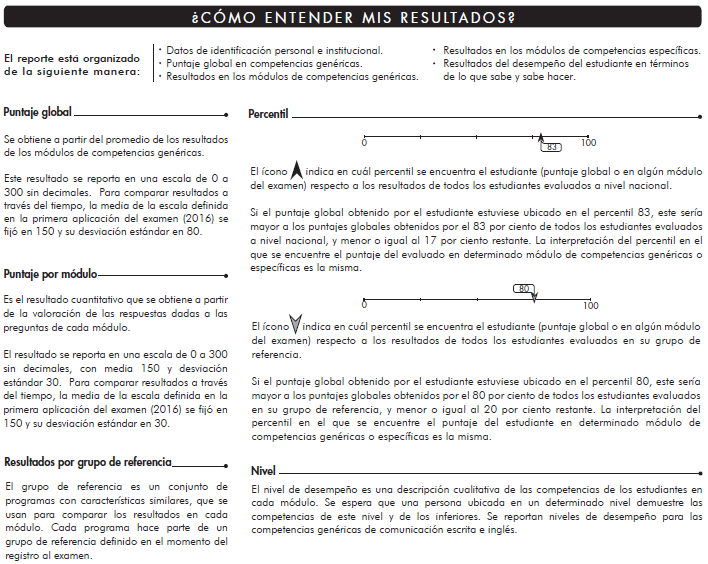 ¿CÓMO ENTENDER MIS RESULTADOS?
El reporte está organizado
de la siguiente manera:
· Datos de identificación personal e institucional.
· Puntaje global en competencias genéricas.
· Resultados en los módulos de competencias genéricas.
· Resultados en los módulos de competencias específicas.
· Resultados del desempeño del estudiante en términos
de lo que sabe y sabe hacer.
Puntaje global
Se obtiene a partir del promedio de los resultados
de los módulos de competencias genéricas.
Este resultado se reporta en una escala de 0 a
300 sin decimales. Para comparar resultados a
través del tiempo, la media de la escala definida
en la primera aplicación del examen (2016) se
fijó en 150 y su desviación estándar en 80.
Puntaje por módulo
Es el resultado cuantitativo que se obtiene a partir
de la valoración de las respuestas dadas a las
preguntas de cada módulo.
El resultado se reporta en una escala de 0 a 300
sin decimales, con media 150 y desviación
estándar 30. Para comparar resultados a través
del tiempo, la media de la escala definida en la
primera aplicación del examen (2016) se fijó en
150 y su desviación estándar en 30.
Resultados por grupo de referencia
El grupo de referencia es un conjunto de
programas con características similares, que se
usan para comparar los resultados en cada
módulo. Cada programa hace parte de un
grupo de referencia definido en el momento del
registro al examen.
Percentil
0 83 100
El ícono indica en cuál percentil se encuentra el estudiante (puntaje global o en algún módulo
del examen) respecto a los resultados de todos los estudiantes evaluados a nivel nacional.
Si el puntaje global obtenido por el estudiante estuviese ubicado en el percentil 83, este sería
mayor a los puntajes globales obtenidos por el 83 por ciento de todos los estudiantes evaluados
a nivel nacional, y menor o igual al 17 por ciento restante. La interpretación del percentil en el
que se encuentre el puntaje del evaluado en determinado módulo de competencias genéricas o
específicas es la misma.
80
0 100
El ícono indica en cuál percentil se encuentra el estudiante (puntaje global o en algún módulo
del examen) respecto a los resultados de todos los estudiantes evaluados en su grupo de
referencia.
Si el puntaje global obtenido por el estudiante estuviese ubicado en el percentil 80, este sería
mayor a los puntajes globales obtenidos por el 80 por ciento de todos los estudiantes evaluados
en su grupo de referencia, y menor o igual al 20 por ciento restante. La interpretación del
percentil en el que se encuentre el puntaje del estudiante en determinado módulo de
competencias genéricas o específicas es la misma.
Nivel
El nivel de desempeño es una descripción cualitativa de las competencias de los estudiantes en
cada módulo. Se espera que una persona ubicada en un determinado nivel demuestre las
competencias de este nivel y de los inferiores. Se reportan niveles de desempeño para las
competencias genéricas de comunicación escrita e inglés.